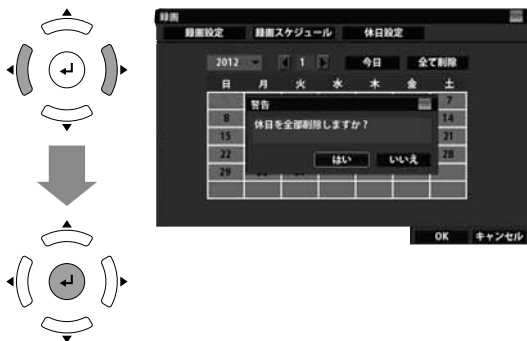 録画
録画設定 録画スケジュール 休日設定
2012 1 今日 全て削除
日 月 火 水 木 金 土
警告
7
休日を全部削除しますか？
8 14
15 21
はい いいえ
22 28
29
OK キャンセル